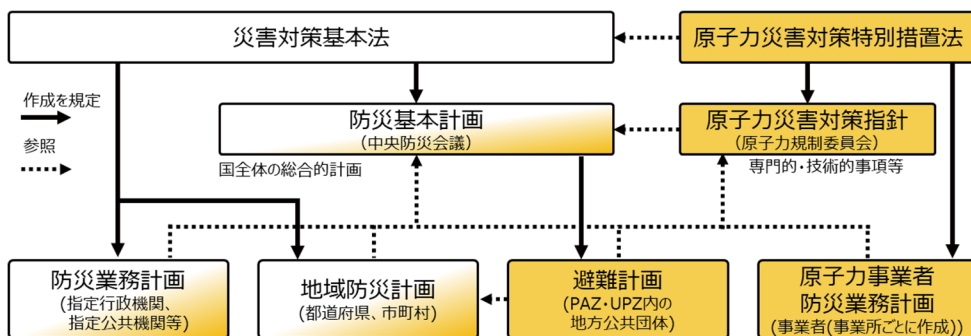 災害対策基本法
原子力災害対策特別措置法
作成を規定
参照
防災基本計画
(中央防災会議)
国全体の総合的計画
原子力災害対策指針
(原子力規制委員会)
専門的・技術的事項等
防災業務計画
(指定行政機関、
指定公共機関等)
地域防災計画
(都道府県、市町村)
避難計画
(PAZ・UPZ内の
地方公共団体)
原子力事業者
防災業務計画
(事業者(事業所ごとに作成))